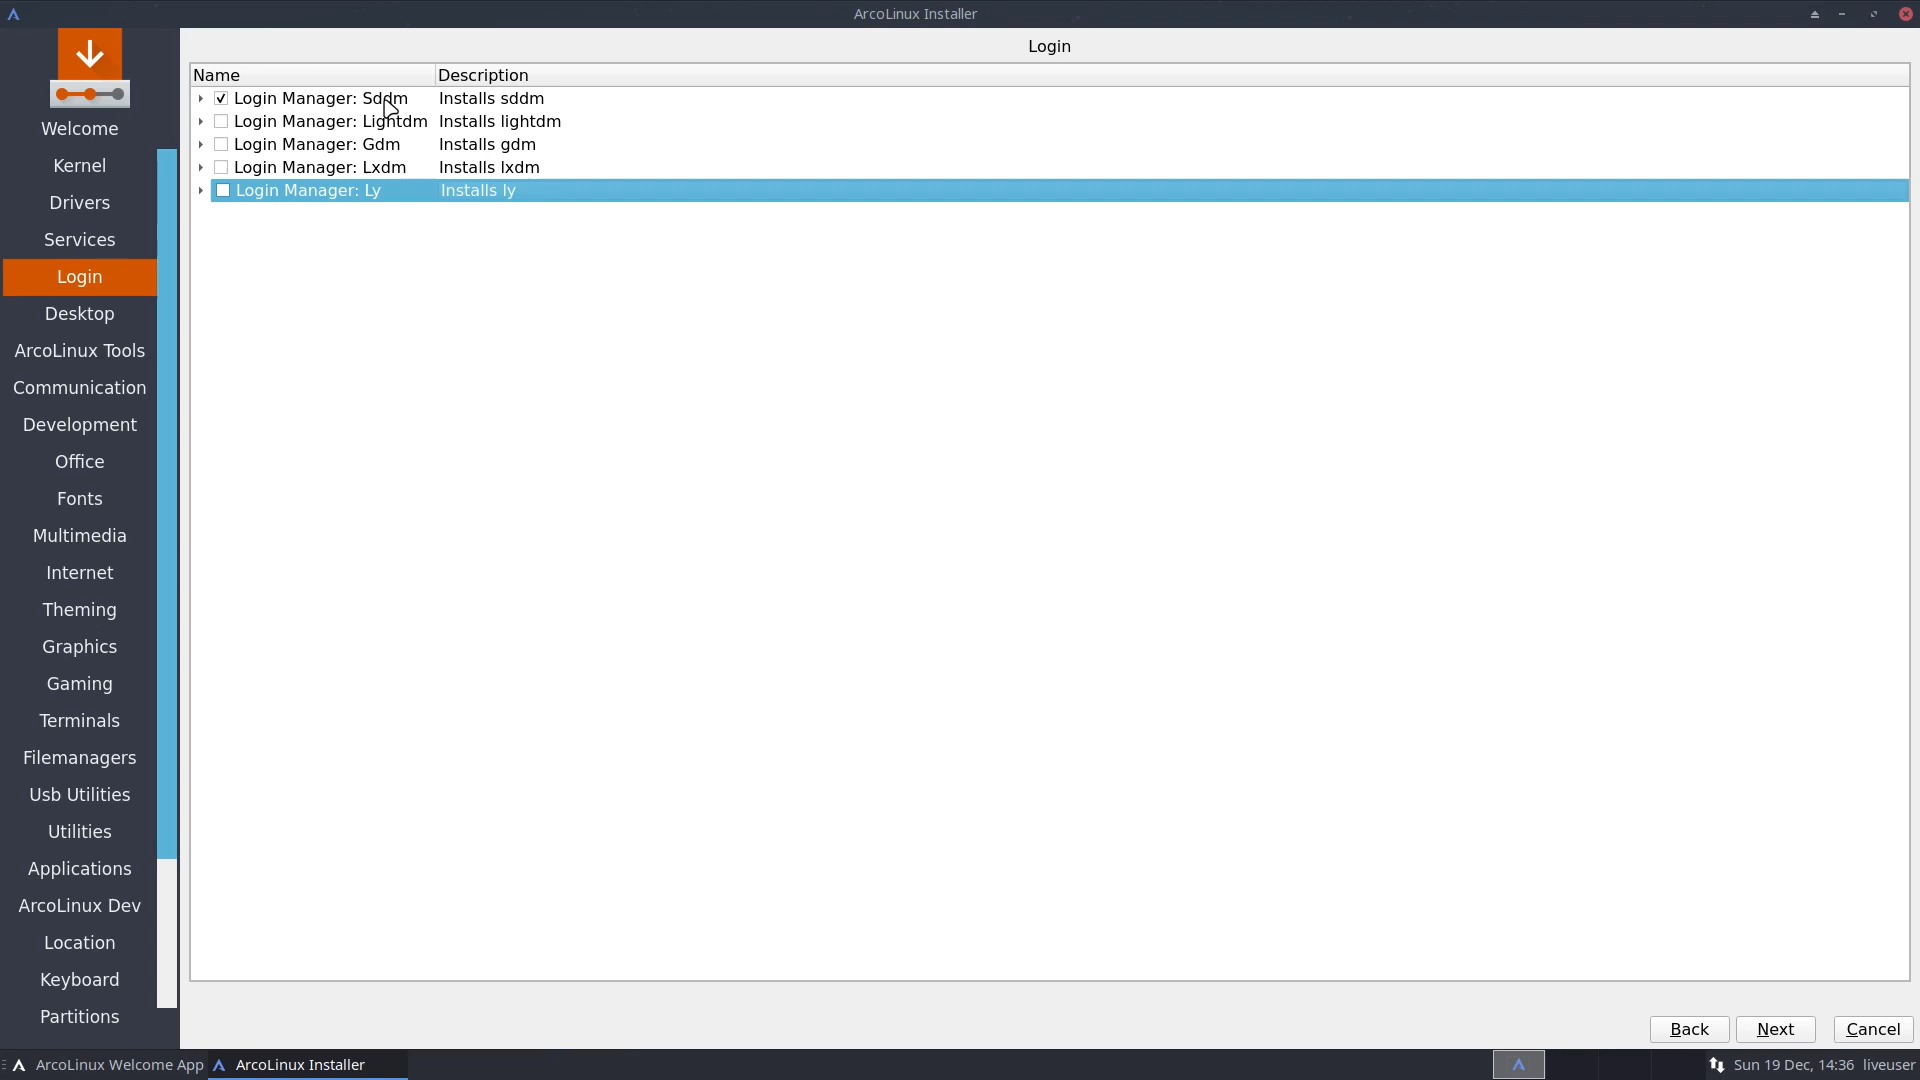 ArcoLinux Installer
Login
Name Description
Login Manager: Sddm Installs sddm
Login Manager: Lightdm Installs lightdm
Login Manager: Gdm Installs gdm
Login Manager: Lxdm Installs lxdm
Login Manager: Ly Installs ly
Welcome
Kernel
Drivers
Services
Login
Desktop
ArcoLinux Tools
Communication
Development
Office
Fonts
Multimedia
Internet
Theming
Graphics
Gaming
Terminals
Filemanagers
Usb Utilities
Utilities
Applications
ArcoLinux Dev
Location
Keyboard
Partitions
Back Next Cancel
ArcoLinux Welcome App ArcoLinux Installer Sun 19 Dec, 14:36 liveuser